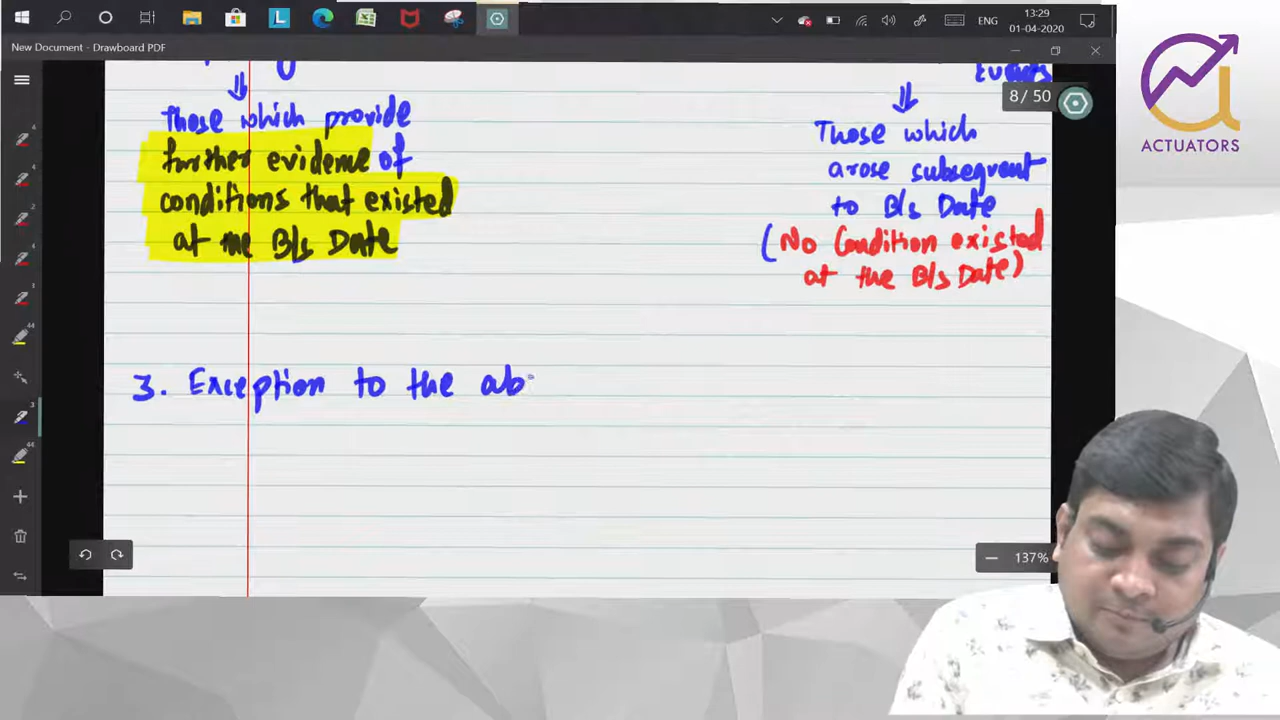 13:29
ENG
01-04-2020
New Document - Drawboard PDF
8 / 50
ACTUATORS
Events
Those which provide
further evidence of
conditions that existed
at the B/s Date
Those which
arose subsequent
to B/s Date
(No Condition existed
at the B/s Date)
3. Exception to the ab
137%